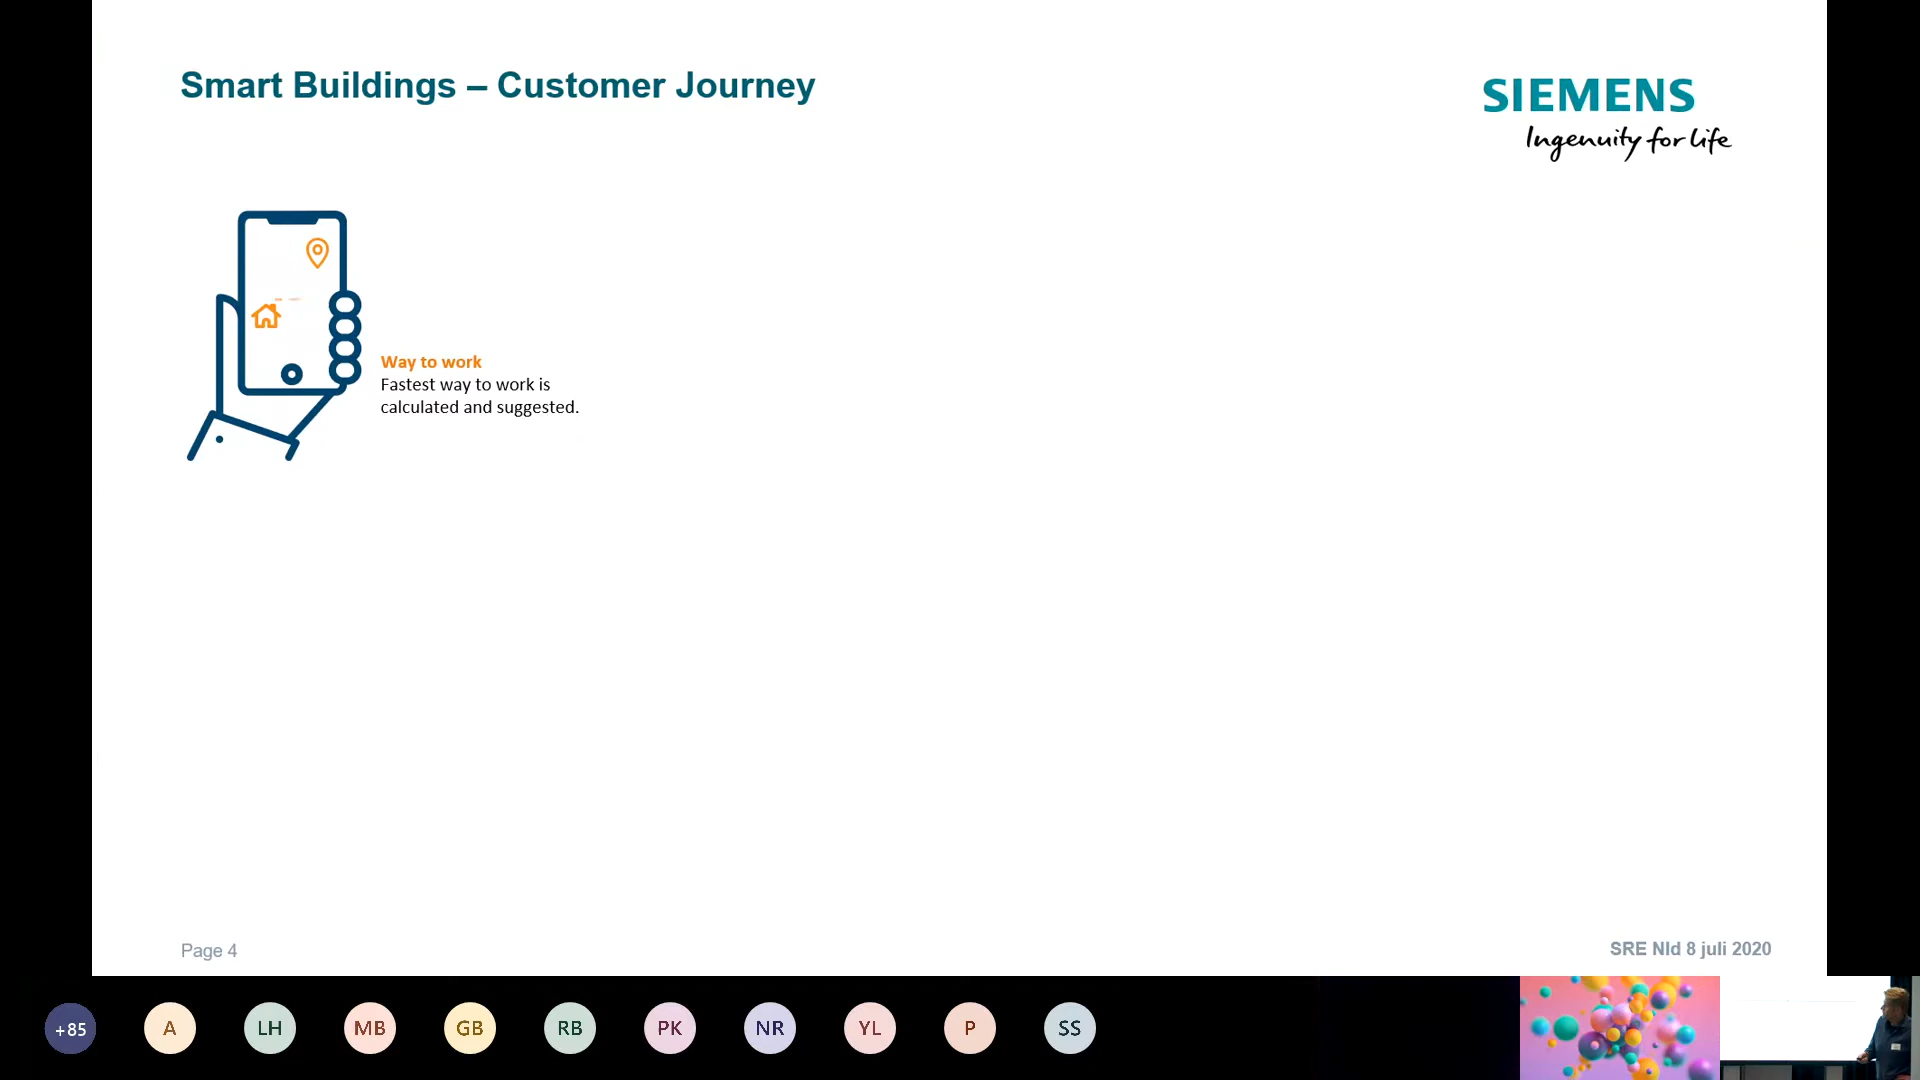 Smart Buildings – Customer Journey
SIEMENS
Ingenuity for life
Way to work
Fastest way to work is
calculated and suggested.
Page 4
SRE Nld 8 juli 2020
+85
A
LH
MB
GB
RB
PK
NR
YL
P
SS